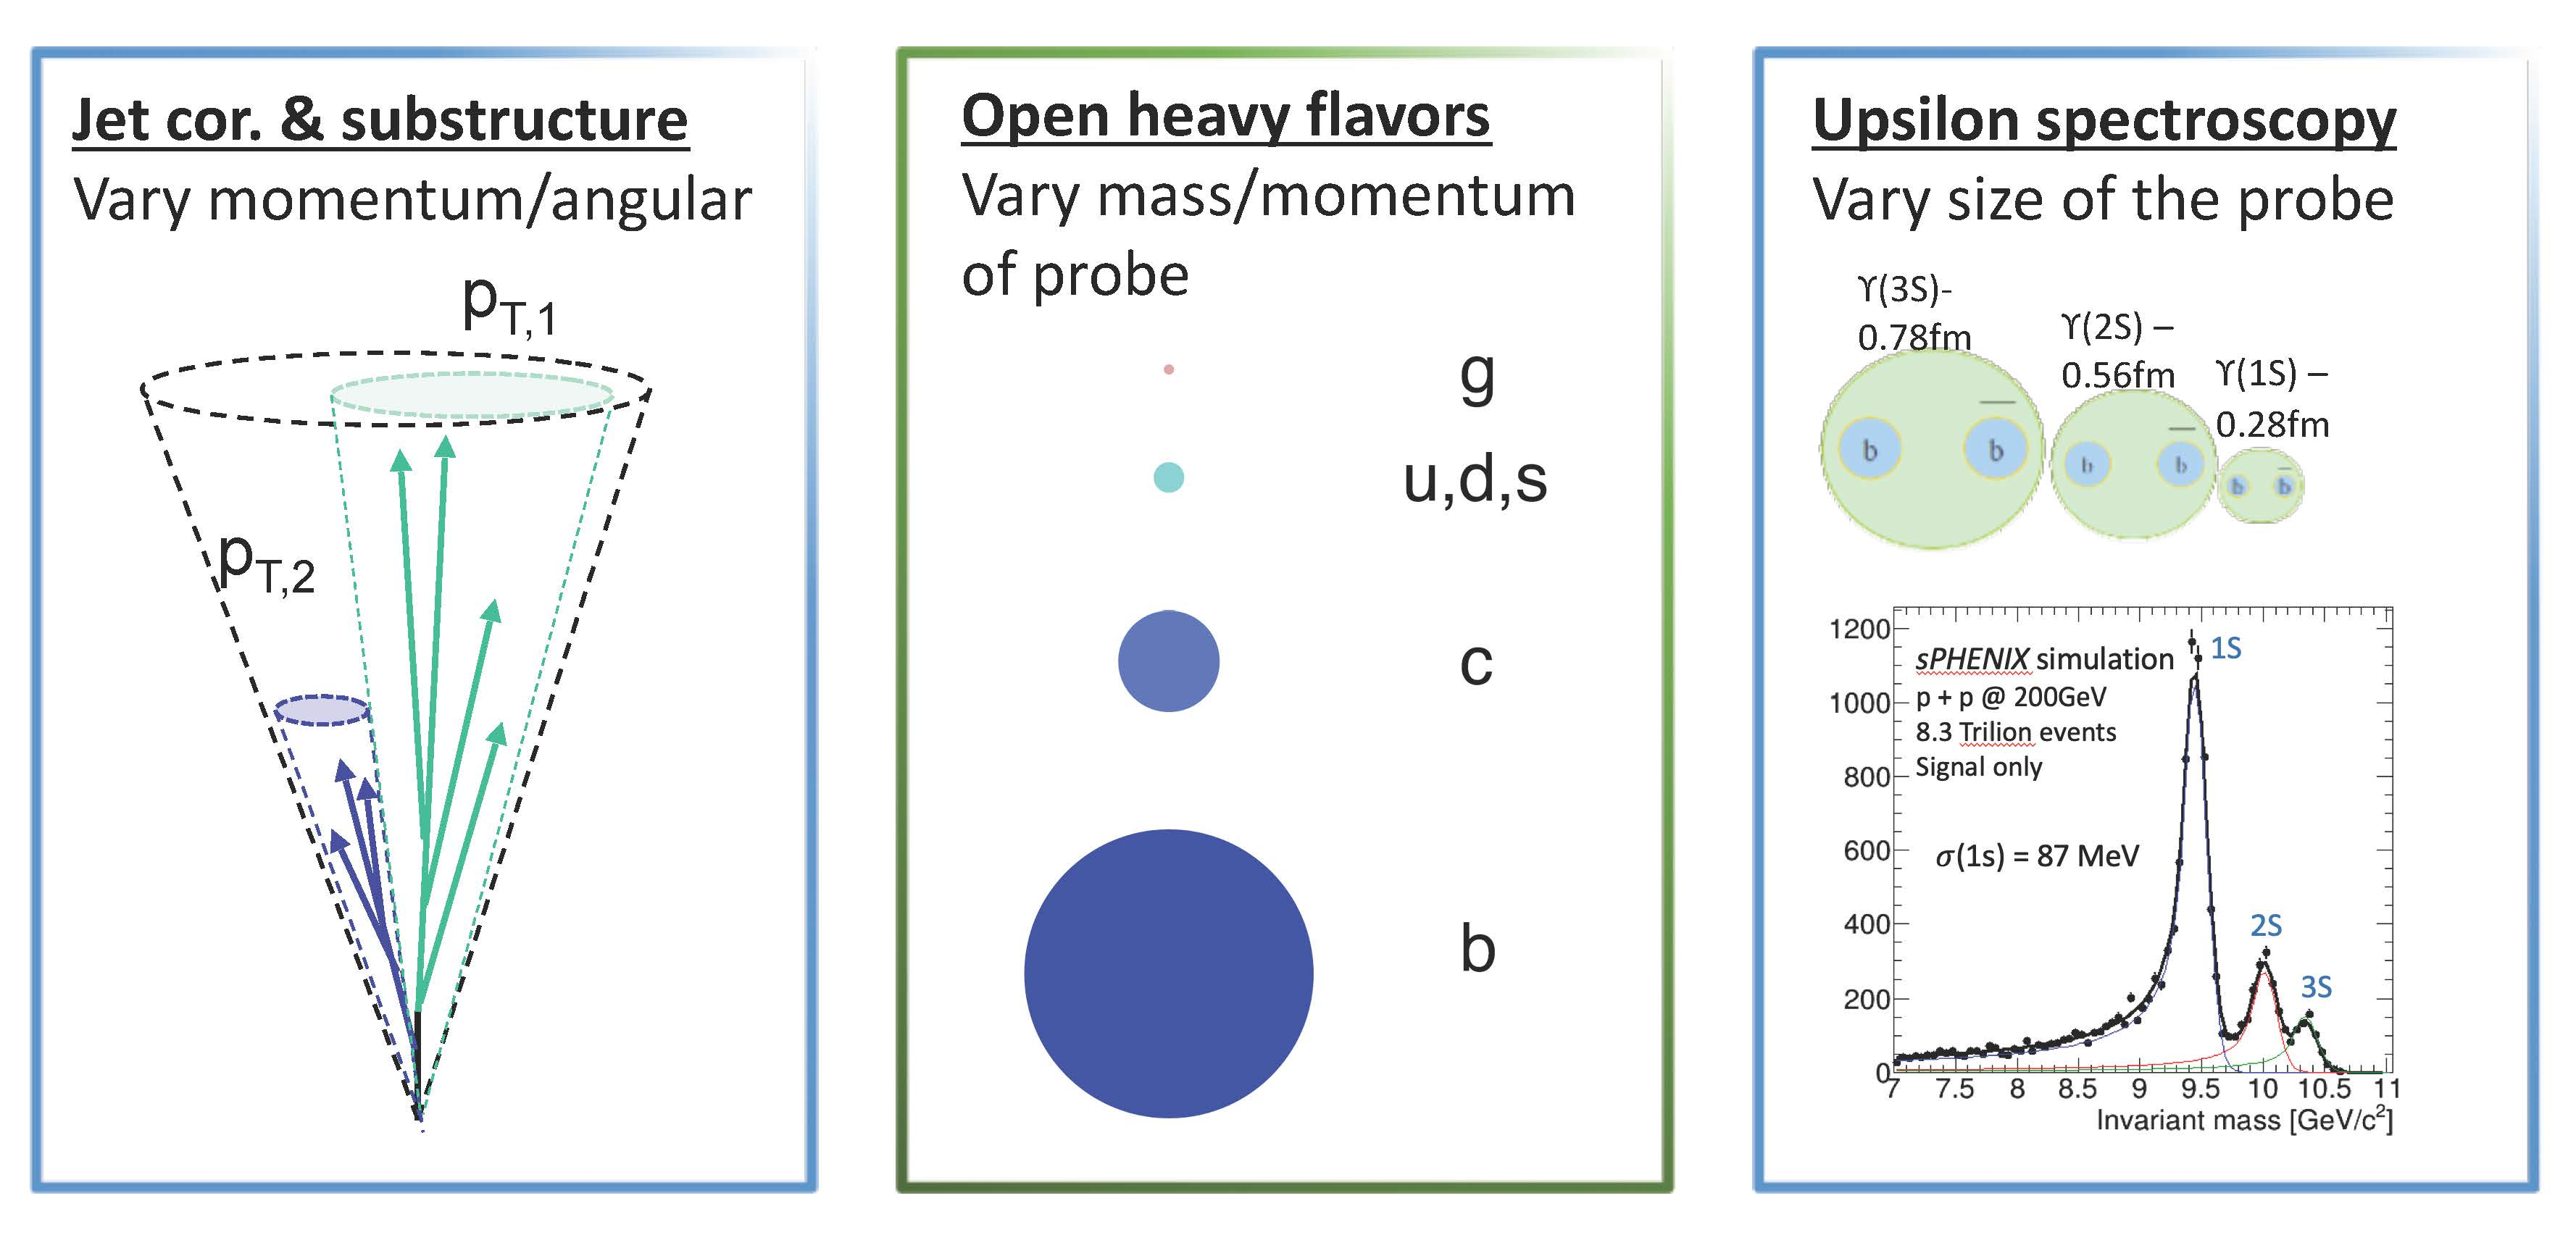 Jet cor. & substructure
Vary momentum/angular
pT,1
pT,2
Open heavy flavors
Vary mass/momentum
of probe
g
u,d,s
c
b
Upsilon spectroscopy
Vary size of the probe
ϒ(3S)-
0.78fm
ϒ(2S) –
0.56fm
ϒ(1S) –
0.28fm
b b̅
b b̅
b b̅
1200
1000
800
600
400
200
0
sPHENIX simulation
p + p @ 200GeV
8.3 Trilion events
Signal only
σ(1s) = 87 MeV
1S
2S
3S
7 7.5 8 8.5 9 9.5 10 10.5 11
Invariant mass [GeV/c²]